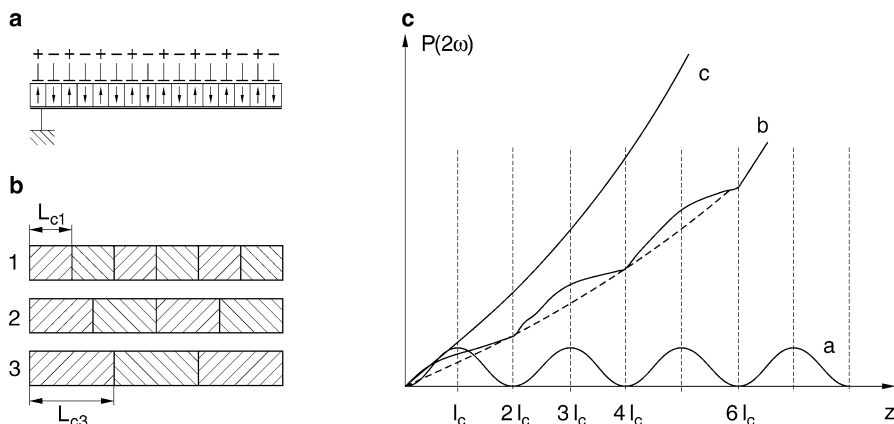 a
+ − + − + − + − + − + − + − + −
b
L_c1
1
2
3
L_c3
c
P(2ω)
c
b
a
l_c 2 l_c 3 l_c 4 l_c 6 l_c z